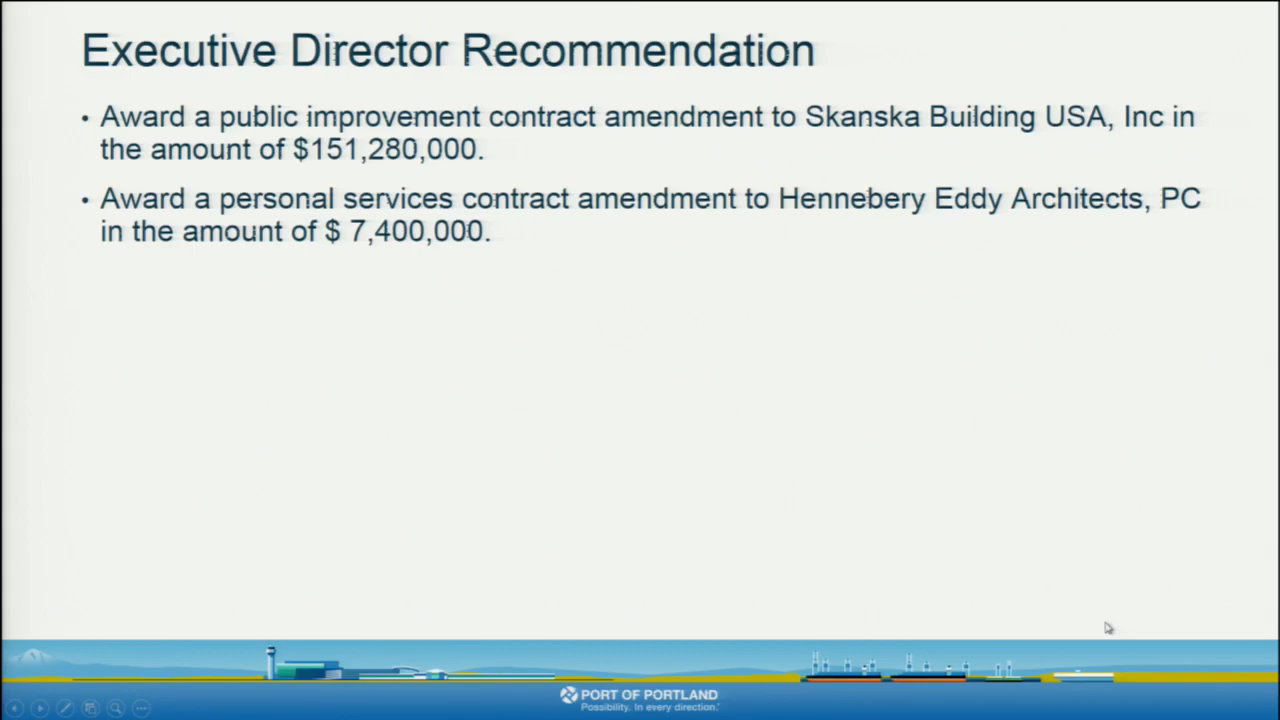 Executive Director Recommendation
• Award a public improvement contract amendment to Skanska Building USA, Inc in
the amount of $151,280,000.
• Award a personal services contract amendment to Hennebery Eddy Architects, PC
in the amount of $ 7,400,000.
PORT OF PORTLAND
Possibility. In every direction.